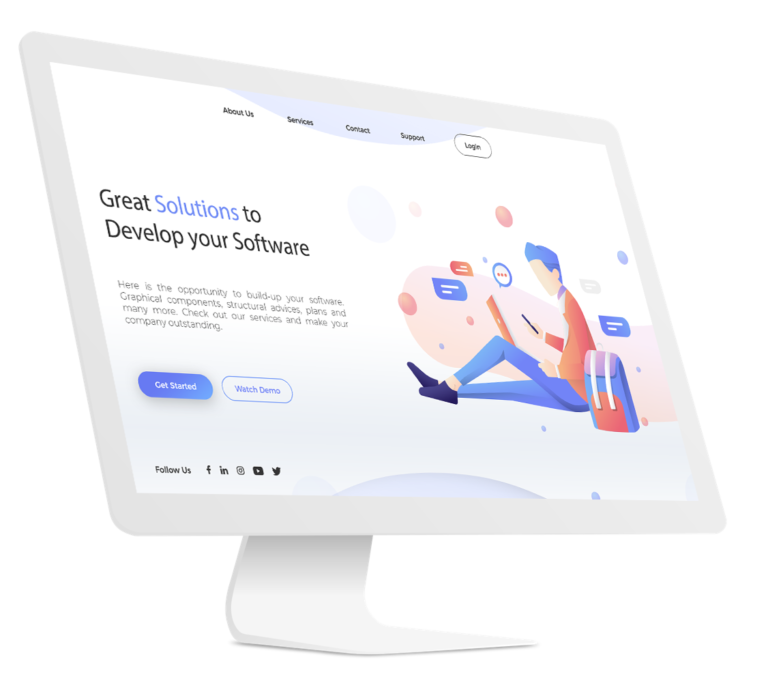 About Us
Services
Contact
Support
Login
Great Solutions to
Develop your Software
Here is the opportunity to build-up your software.
Graphical components, structural advices, plans and
many more. Check out our services and make your
company outstanding.
Get Started
Watch Demo
Follow Us